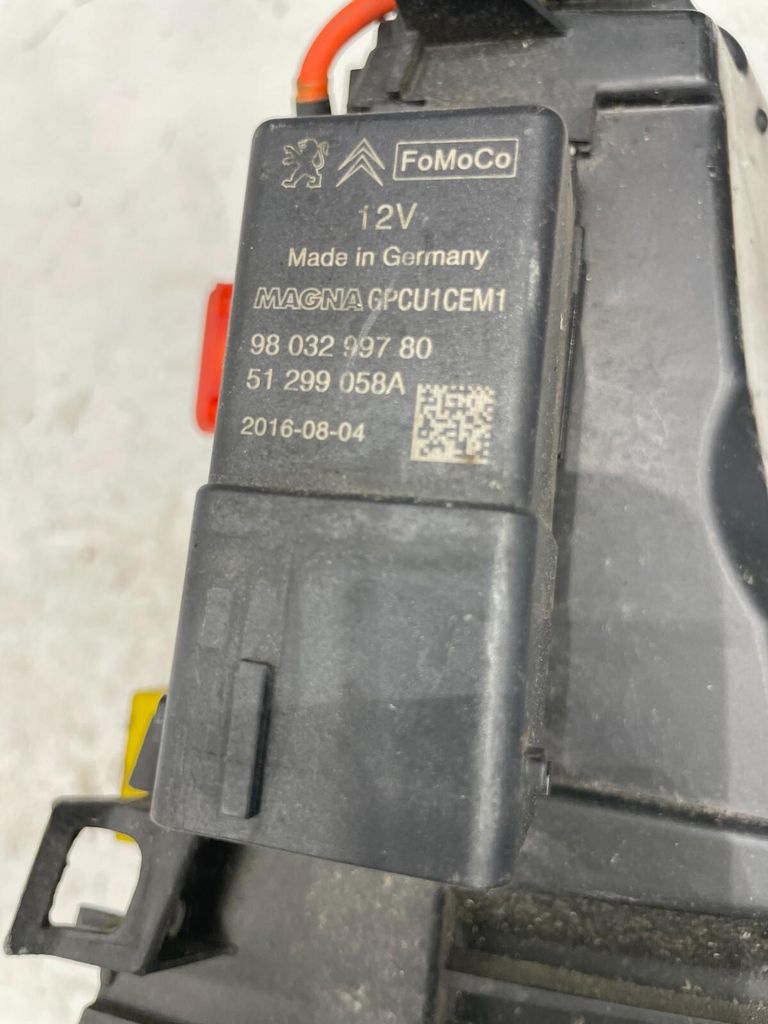 FoMoCo
12V
Made in Germany
MAGNA GPCU1CEM1
98 032 997 80
51 299 058A
2016-08-04